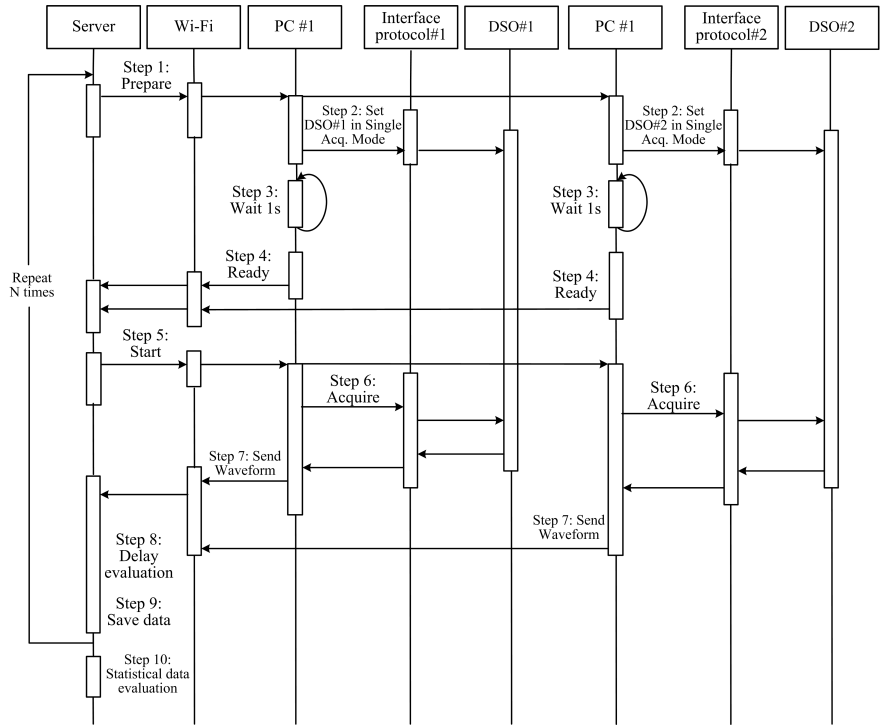 Server
Wi-Fi
PC #1
Interface
protocol#1
DSO#1
PC #1
Interface
protocol#2
DSO#2
Step 1:
Prepare
Step 2: Set
DSO#1 in Single
Acq. Mode
Step 2: Set
DSO#2 in Single
Acq. Mode
Step 3:
Wait 1s
Step 3:
Wait 1s
Step 4:
Ready
Step 4:
Ready
Repeat
N times
Step 5:
Start
Step 6:
Acquire
Step 6:
Acquire
Step 7: Send
Waveform
Step 7: Send
Waveform
Step 8:
Delay
evaluation
Step 9:
Save data
Step 10:
Statistical data
evaluation